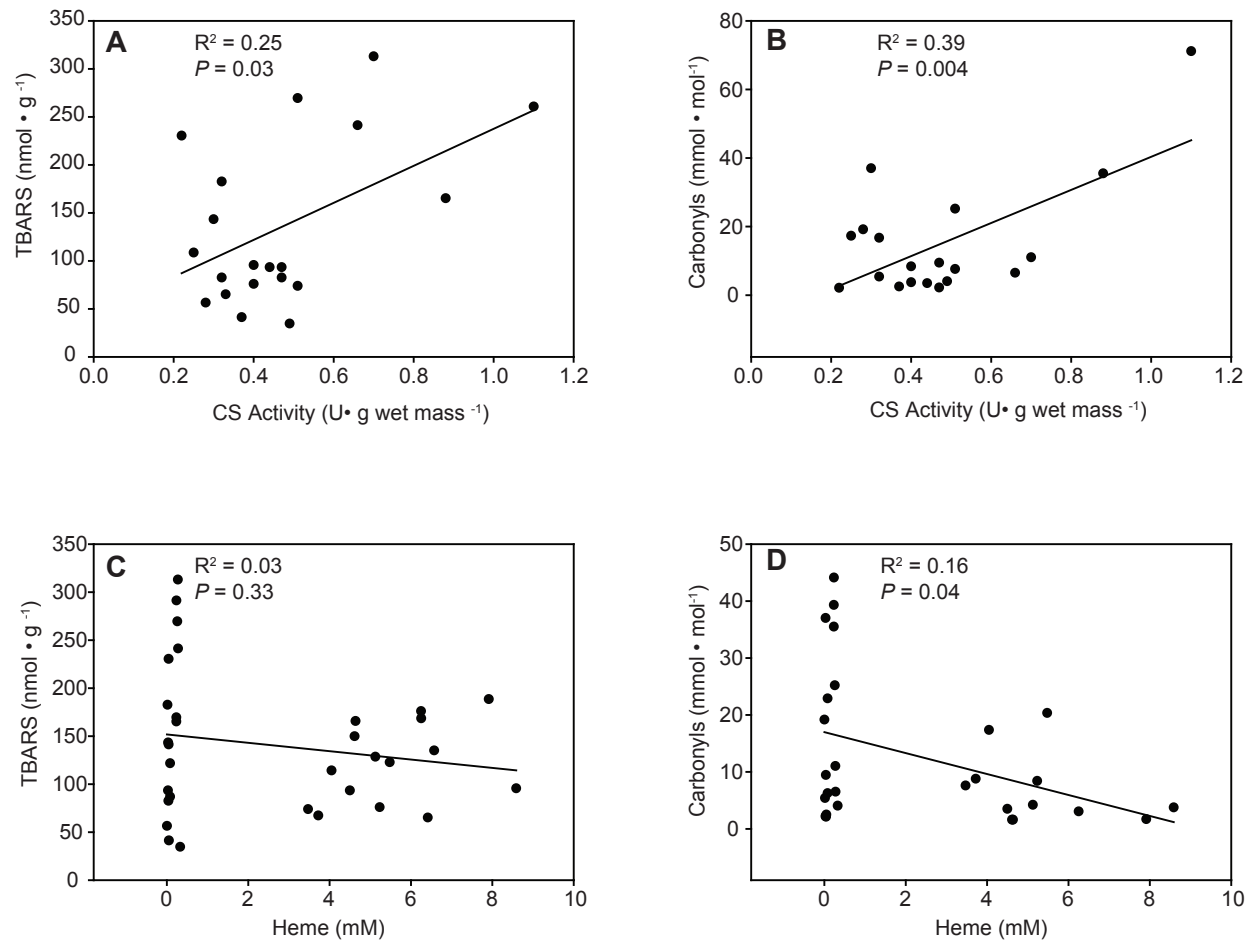 A
R² = 0.25
P = 0.03
350
300
250
200
150
100
50
0
TBARS (nmol • g -1)
0.0 0.2 0.4 0.6 0.8 1.0 1.2
CS Activity (U• g wet mass -1)
B
R² = 0.39
P = 0.004
80
60
40
20
0
Carbonyls (mmol • mol-1)
0.0 0.2 0.4 0.6 0.8 1.0 1.2
CS Activity (U• g wet mass -1)
C
R² = 0.03
P = 0.33
350
300
250
200
150
100
50
0
TBARS (nmol • g -1)
0 2 4 6 8 10
Heme (mM)
D
R² = 0.16
P = 0.04
50
40
30
20
10
0
Carbonyls (mmol • mol-1)
0 2 4 6 8 10
Heme (mM)